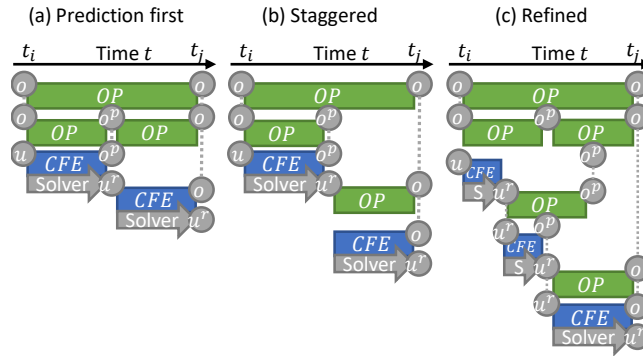 (a) Prediction first (b) Staggered (c) Refined
t_i Time t t_j t_i Time t t_j t_i Time t t_j
o OP o o OP o o OP o
o OP o^p OP o o OP o^p o OP o^p OP o
u CFE o^p u CFE o^p u CFE o^p
Solver u^r CFE o Solver u^r OP o S u^r OP o^p
Solver u^r CFE o u^r CFE o^p
Solver u^r S u^r OP o
u^r CFE o
Solver u^r